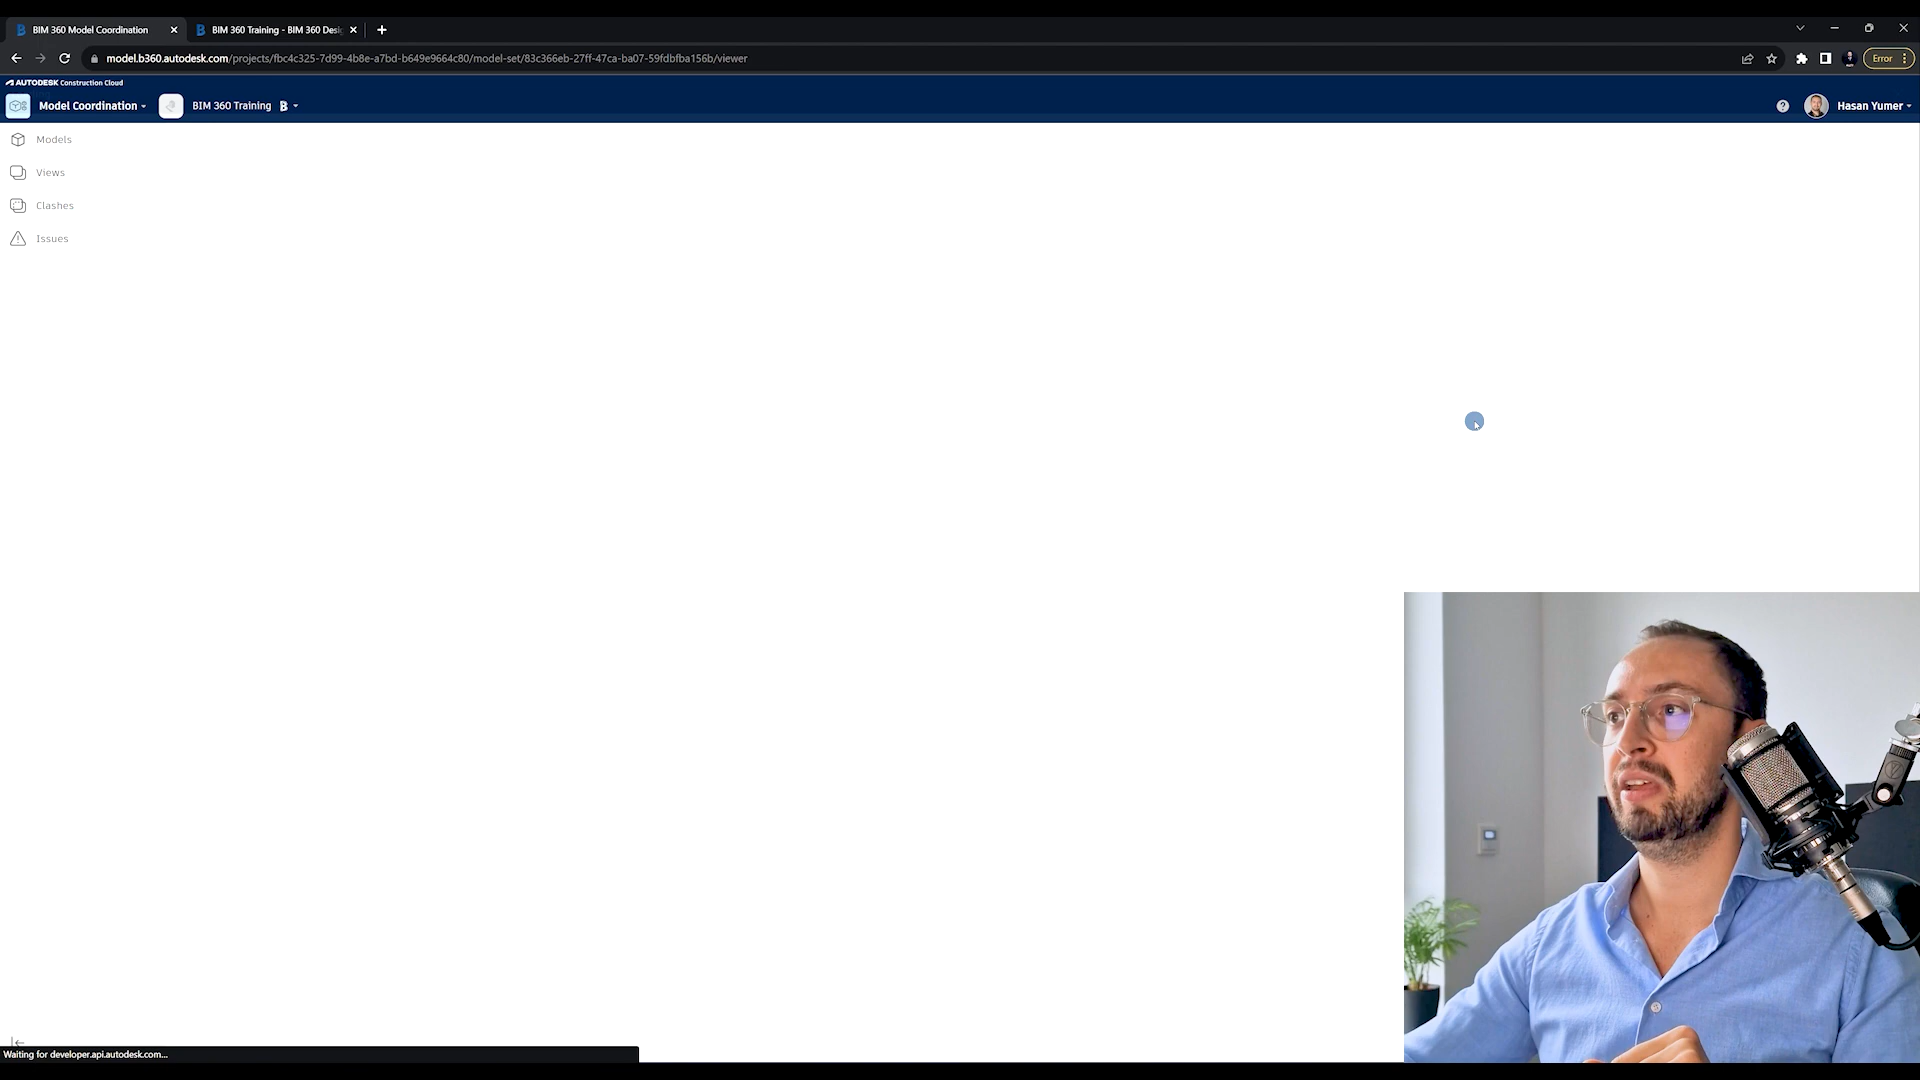 BIM 360 Model Coordination
BIM 360 Training - BIM 360 Desi
model.b360.autodesk.com/projects/fbc4c325-7d99-4b8e-a7bd-b649e9664c80/model-set/83c366eb-27ff-47ca-ba07-59fdbfba156b/viewer
Error
AUTODESK Construction Cloud
Model Coordination
BIM 360 Training
B
Hasan Yumer
Models
Views
Clashes
Issues
Waiting for developer.api.autodesk.com...